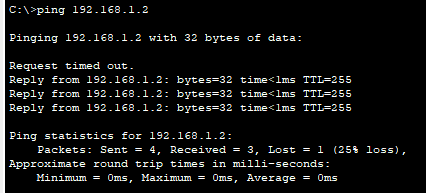 C:\>ping 192.168.1.2
Pinging 192.168.1.2 with 32 bytes of data:
Request timed out.
Reply from 192.168.1.2: bytes=32 time<1ms TTL=255
Reply from 192.168.1.2: bytes=32 time<1ms TTL=255
Reply from 192.168.1.2: bytes=32 time<1ms TTL=255
Ping statistics for 192.168.1.2:
Packets: Sent = 4, Received = 3, Lost = 1 (25% loss),
Approximate round trip times in milli-seconds:
Minimum = 0ms, Maximum = 0ms, Average = 0ms